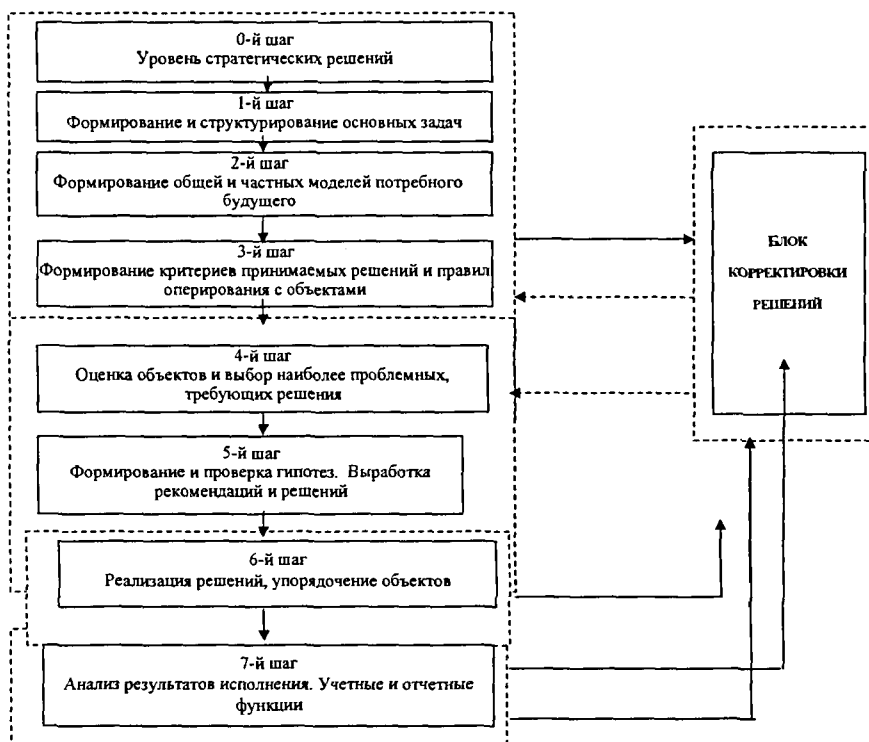 0-й шаг
Уровень стратегических решений
1-й шаг
Формирование и структурирование основных задач
2-й шаг
Формирование общей и частных моделей потребного
будущего
3-й шаг
Формирование критериев принимаемых решений и правил
оперирования с объектами
4-й шаг
Оценка объектов и выбор наиболее проблемных,
требующих решения
5-й шаг
Формирование и проверка гипотез. Выработка
рекомендаций и решений
6-й шаг
Реализация решений, упорядочение объектов
7-й шаг
Анализ результатов исполнения. Учетные и отчетные
функции
БЛОК
КОРРЕКТИРОВКИ
РЕШЕНИЙ